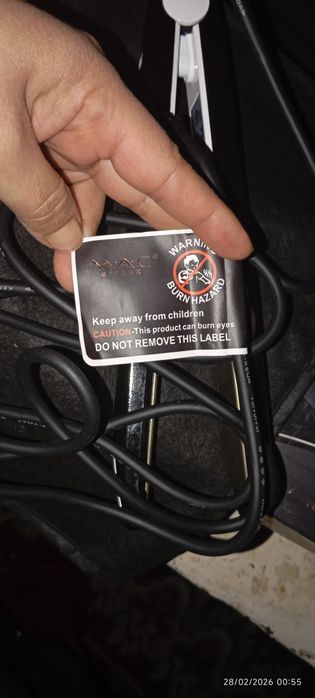 M·A·C®
STYLER
WARNING
BURN HAZARD
Keep away from children
CAUTION-This product can burn eyes
DO NOT REMOVE THIS LABEL
28/02/2026 00:55